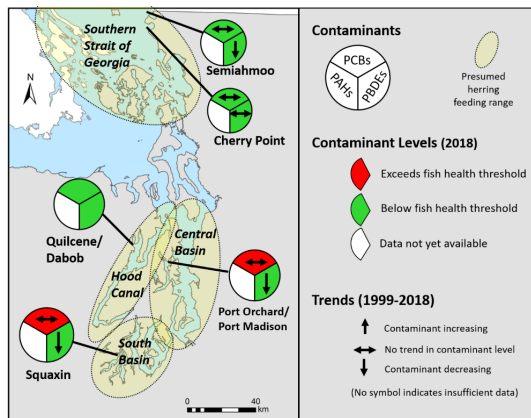 Southern
Strait of
Georgia
N
Semiahmoo
Cherry Point
Quilcene/
Dabob
Hood
Canal
Central
Basin
Port Orchard/
Port Madison
South
Basin
Squaxin
0 20 40
km
Contaminants
PCBs
PAHs
PBDEs
Presumed
herring
feeding range
Contaminant Levels (2018)
Exceeds fish health threshold
Below fish health threshold
Data not yet available
Trends (1999-2018)
Contaminant increasing
No trend in contaminant level
Contaminant decreasing
(No symbol indicates insufficient data)